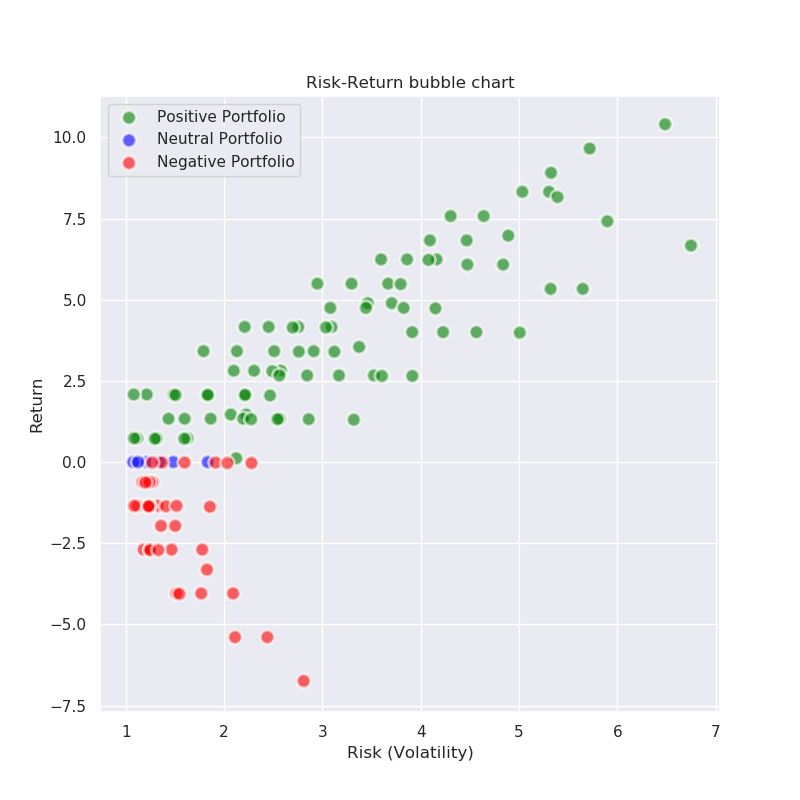 Risk-Return bubble chart
Positive Portfolio
Neutral Portfolio
Negative Portfolio
10.0
7.5
5.0
2.5
0.0
−2.5
−5.0
−7.5
Return
1 2 3 4 5 6 7
Risk (Volatility)